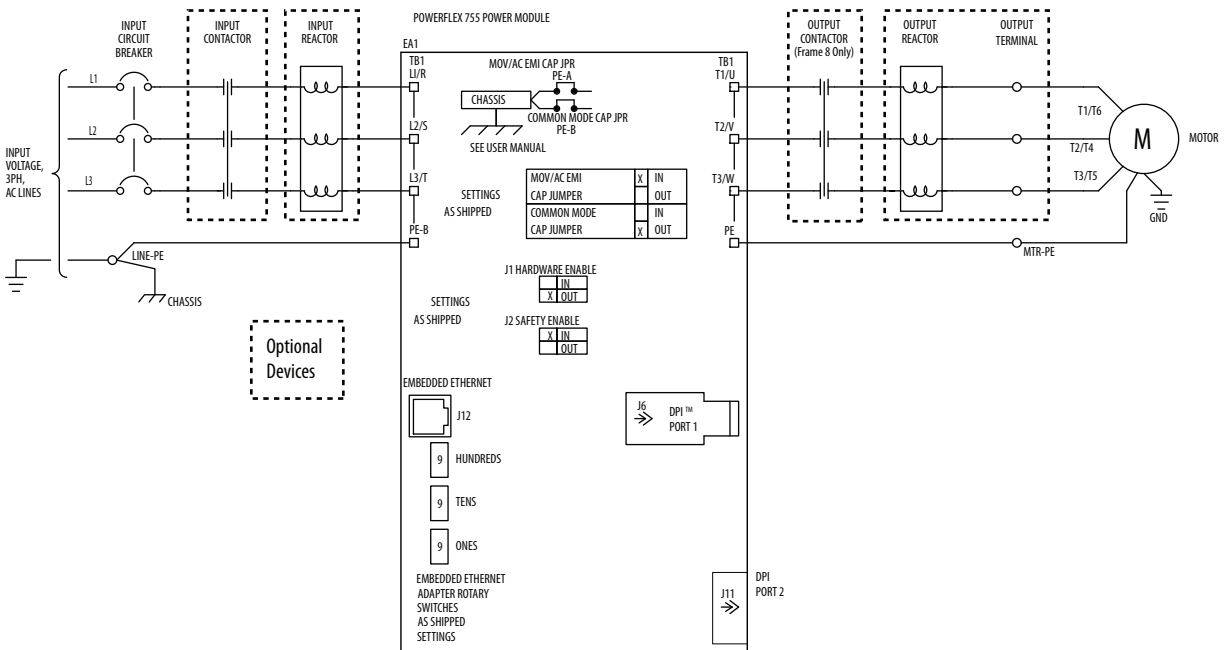 POWERFLEX 755 POWER MODULE
INPUT
CIRCUIT
BREAKER
INPUT
CONTACTOR
INPUT
REACTOR
EA1
TB1
LI/R
MOV/AC EMI CAP JPR
PE-A
CHASSIS
COMMON MODE CAP JPR
PE-B
SEE USER MANUAL
TB1
T1/U
OUTPUT
CONTACTOR
(Frame 8 Only)
OUTPUT
REACTOR
OUTPUT
TERMINAL
L1
L2
L3
INPUT
VOLTAGE,
3PH,
AC LINES
L2/S
L3/T
PE-B
T2/V
T3/W
PE
T1/T6
T2/T4
T3/T5
M
MOTOR
GND
MTR-PE
SETTINGS
AS SHIPPED
MOV/AC EMI X IN
CAP JUMPER OUT
COMMON MODE IN
CAP JUMPER X OUT
LINE-PE
CHASSIS
J1 HARDWARE ENABLE
IN
X OUT
SETTINGS
AS SHIPPED
J2 SAFETY ENABLE
X IN
OUT
Optional
Devices
EMBEDDED ETHERNET
J12
J6
DPI ™
PORT 1
9 HUNDREDS
9 TENS
9 ONES
EMBEDDED ETHERNET
ADAPTER ROTARY
SWITCHES
AS SHIPPED
SETTINGS
J11
DPI
PORT 2